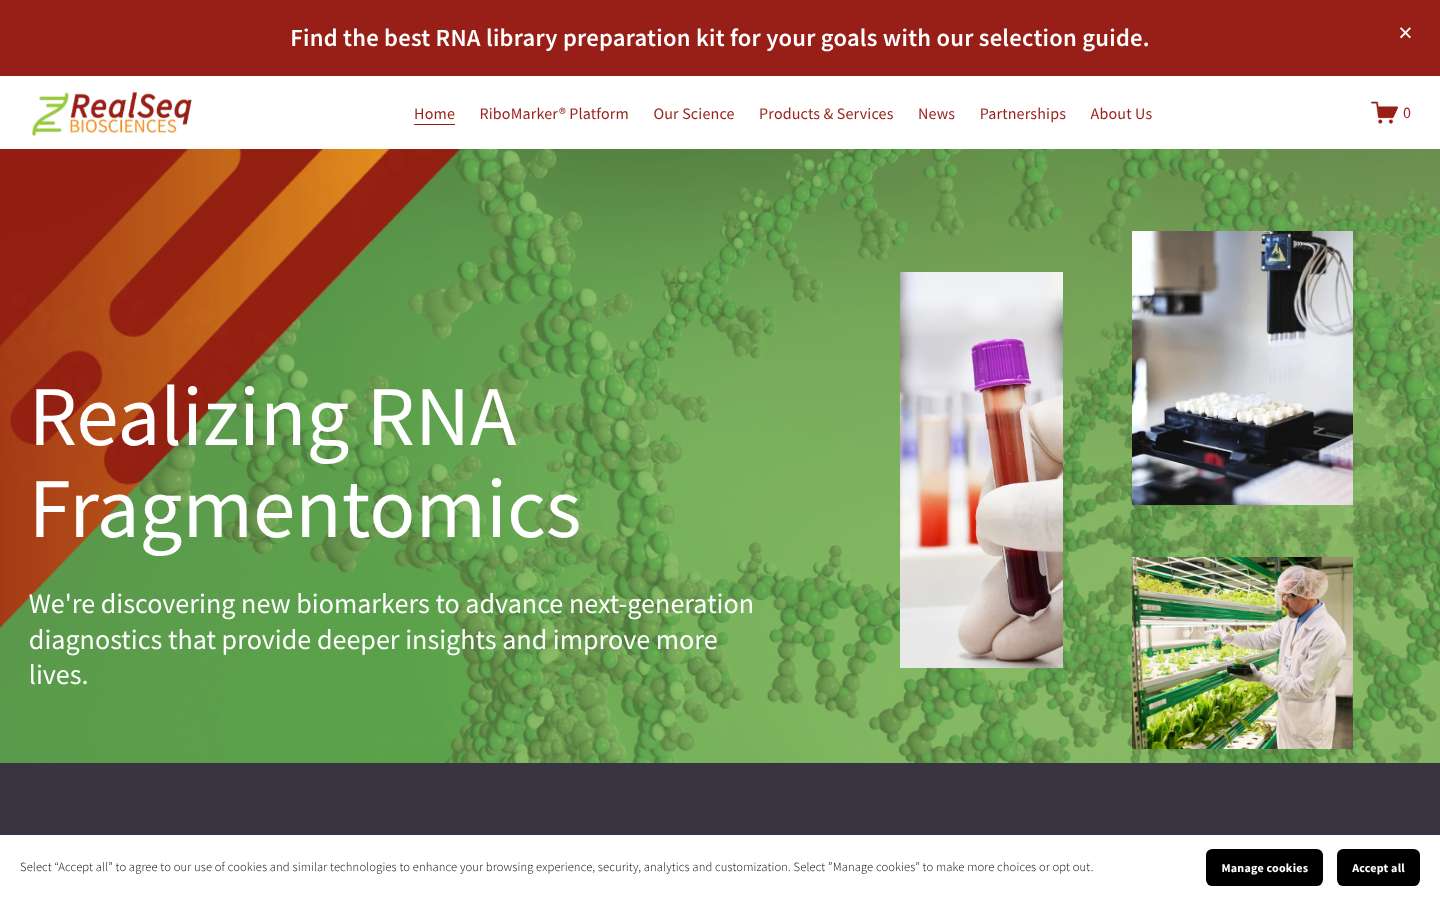 Find the best RNA library preparation kit for your goals with our selection guide.
×
RealSeq
BIOSCIENCES
Home RiboMarker® Platform Our Science Products & Services News Partnerships About Us
0
Realizing RNA
Fragmentomics
We're discovering new biomarkers to advance next-generation
diagnostics that provide deeper insights and improve more
lives.
Select “Accept all” to agree to our use of cookies and similar technologies to enhance your browsing experience, security, analytics and customization. Select “Manage cookies” to make more choices or opt out.
Manage cookies
Accept all